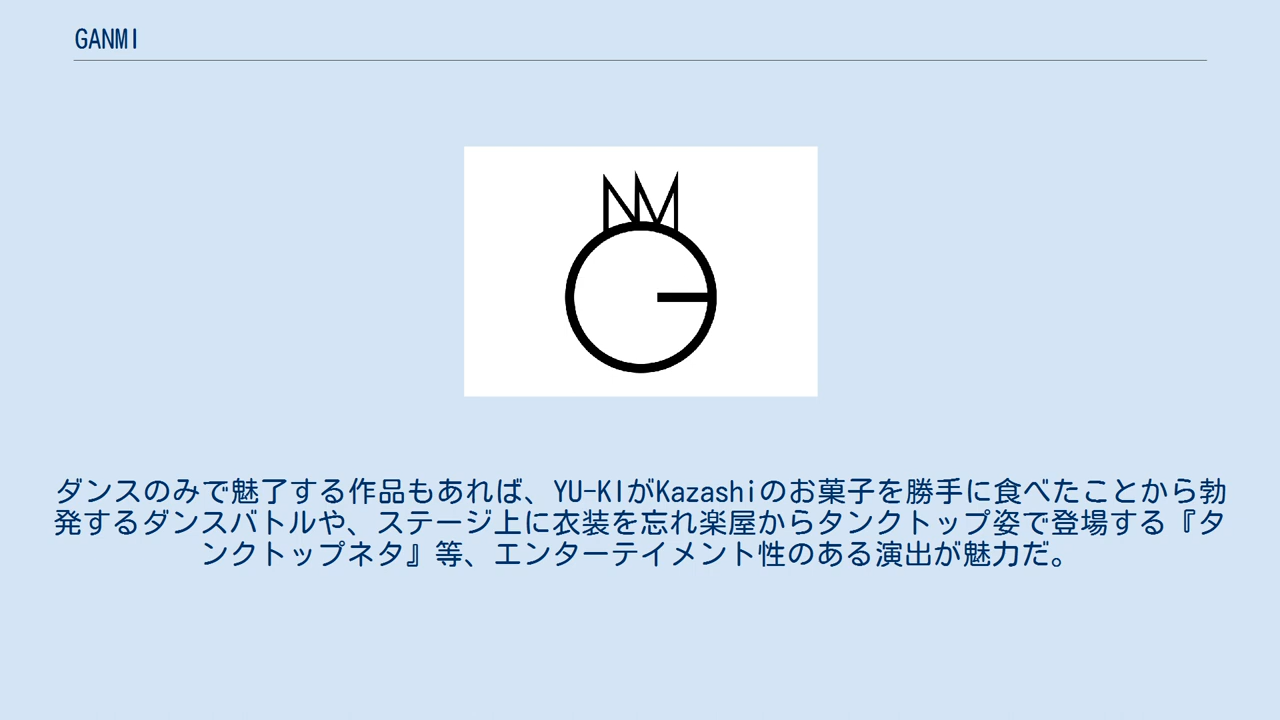 GANMI
NM
G
ダンスのみで魅了する作品もあれば、YU-KIがKazashiのお菓子を勝手に食べたことから勃
発するダンスバトルや、ステージ上に衣装を忘れ楽屋からタンクトップ姿で登場する『タ
ンクトップネタ』等、エンターテイメント性のある演出が魅力だ。